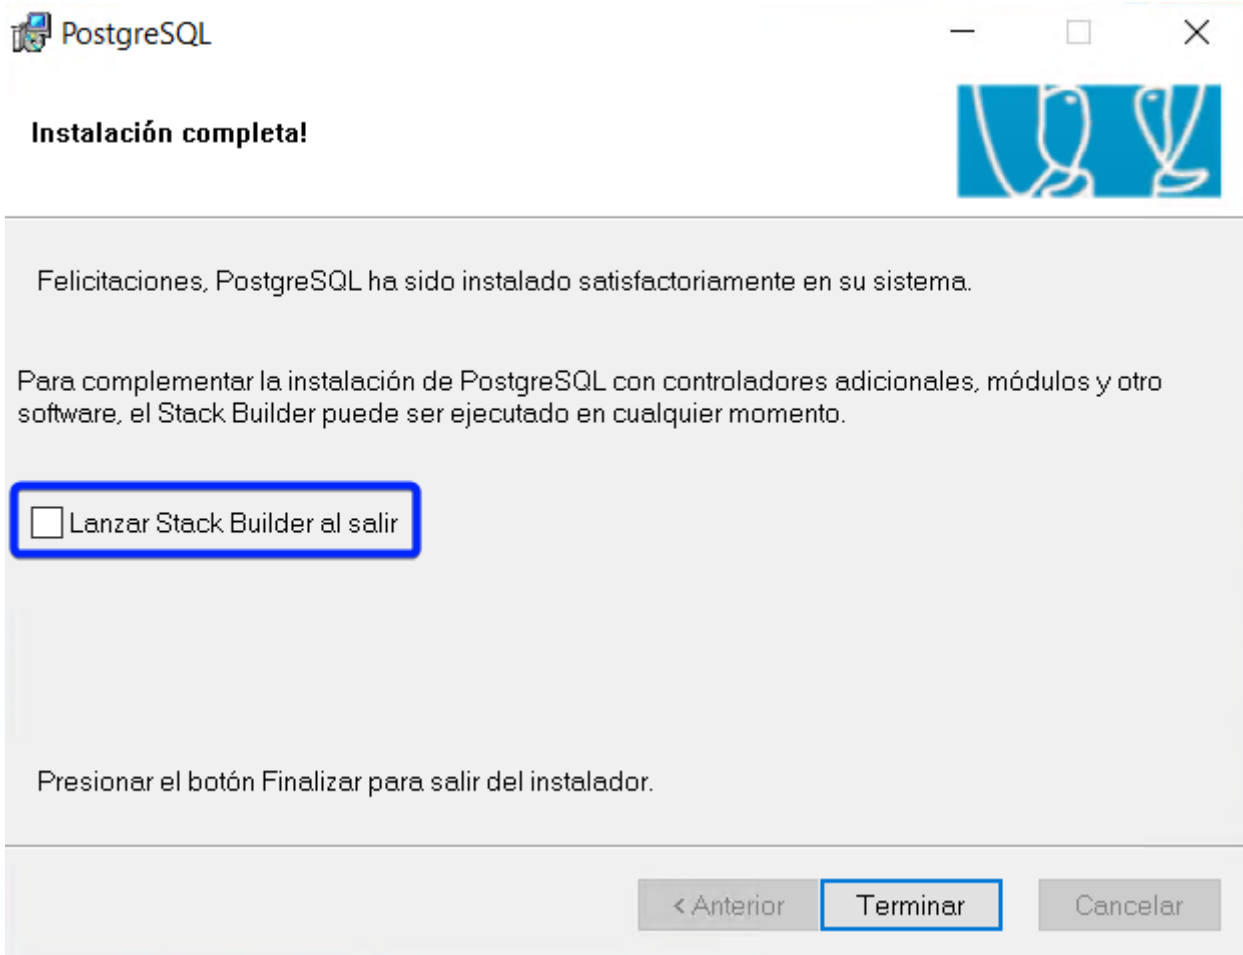 PostgreSQL
Instalación completa!
Felicitaciones, PostgreSQL ha sido instalado satisfactoriamente en su sistema.
Para complementar la instalación de PostgreSQL con controladores adicionales, módulos y otro
software, el Stack Builder puede ser ejecutado en cualquier momento.
Lanzar Stack Builder al salir
Presionar el botón Finalizar para salir del instalador.
< Anterior Terminar Cancelar